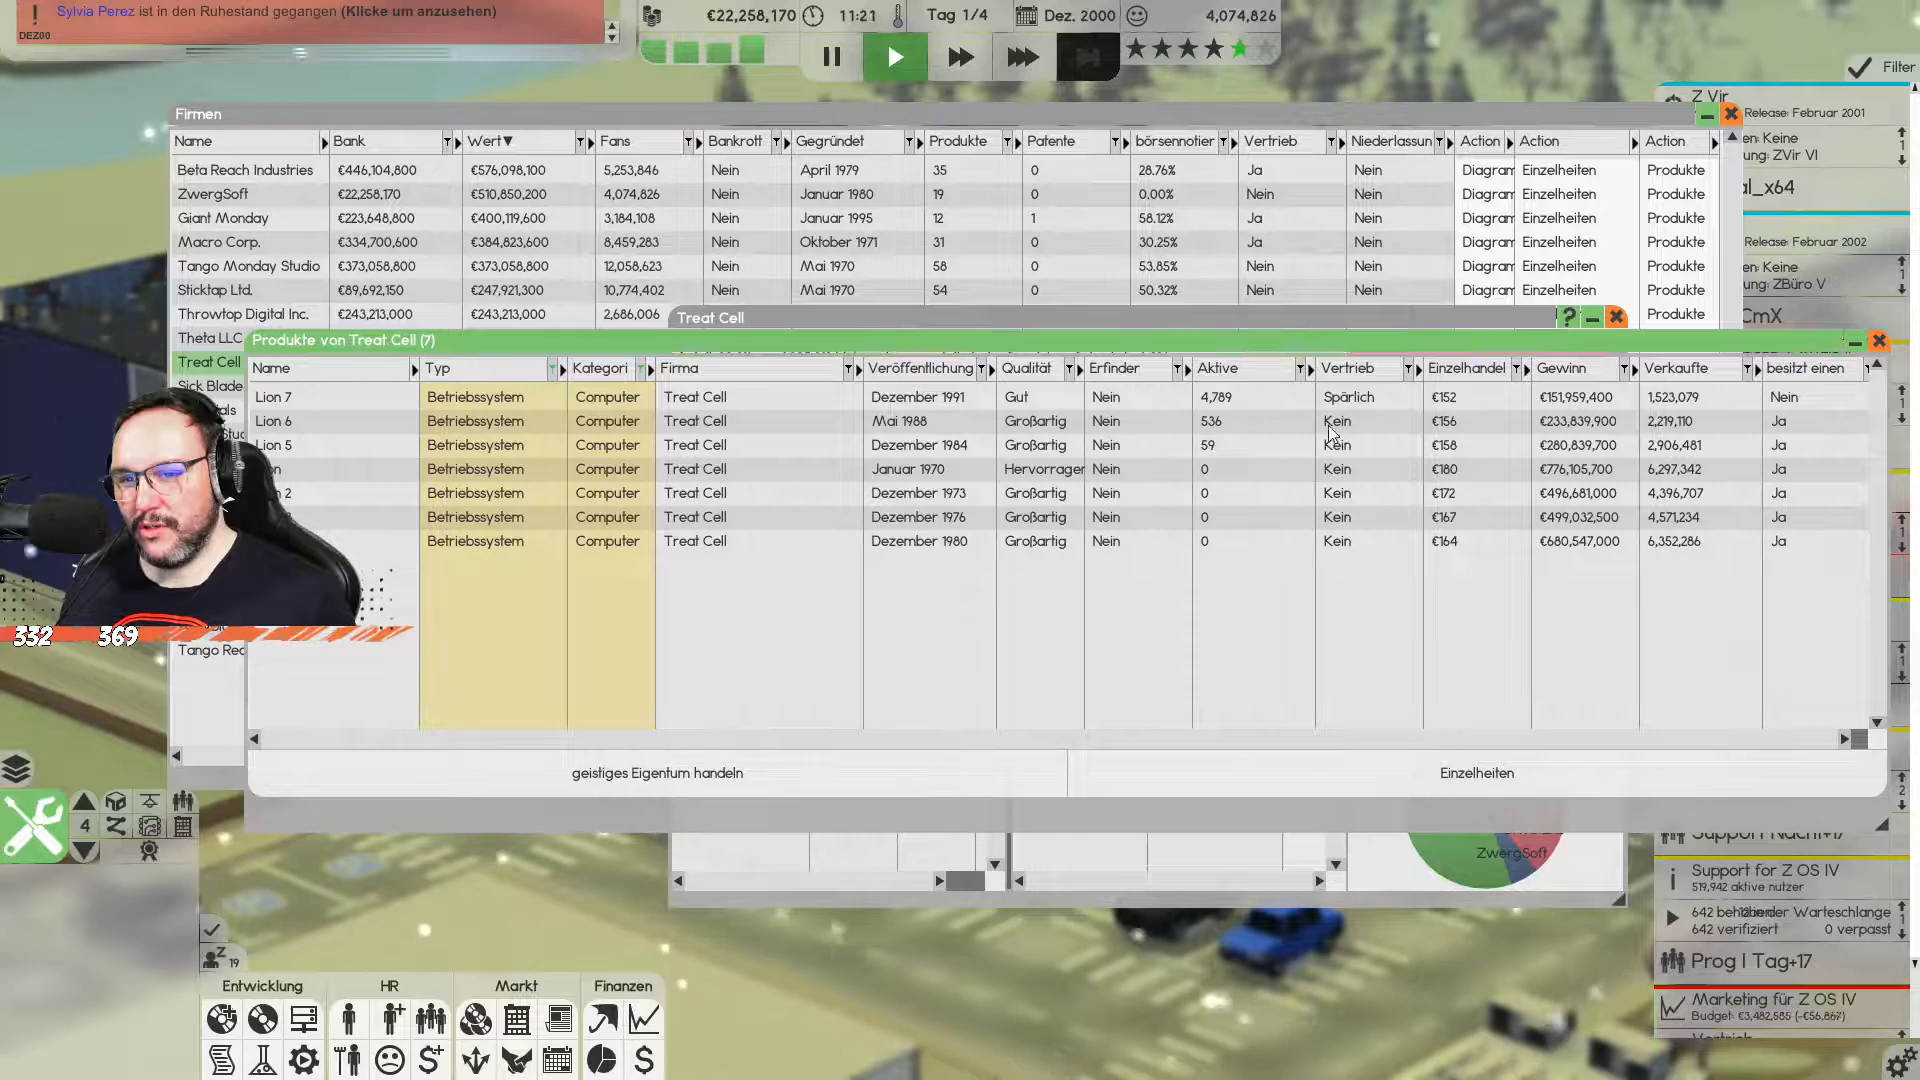 Sylvia Perez ist in den Ruhestand gegangen (Klicke um anzusehen)
DEZ00
€22,258,170
11:21
Tag 1/4
Dez. 2000
4,074,826
Filter
Firmen
Name Bank Wert▼ Fans Bankrott Gegründet Produkte Patente börsennotier Vertrieb Niederlassun Action Action Action
Beta Reach Industries €446,104,800 €576,098,100 5,253,846 Nein April 1979 35 0 28.76% Ja Nein Diagram Einzelheiten Produkte
ZwergSoft €22,258,170 €510,850,200 4,074,826 Nein Januar 1980 19 0 0.00% Nein Nein Diagram Einzelheiten Produkte
Giant Monday €223,648,800 €400,119,600 3,184,108 Nein Januar 1995 12 1 58.12% Ja Nein Diagram Einzelheiten Produkte
Macro Corp. €334,700,600 €384,823,600 8,459,283 Nein Oktober 1971 31 0 30.25% Ja Nein Diagram Einzelheiten Produkte
Tango Monday Studio €373,058,800 €373,058,800 12,058,623 Nein Mai 1970 58 0 53.85% Nein Nein Diagram Einzelheiten Produkte
Sticktap Ltd. €89,692,150 €247,921,300 10,774,402 Nein Mai 1970 54 0 50.32% Nein Nein Diagram Einzelheiten Produkte
Throwtop Digital Inc. €243,213,000 €243,213,000 2,686,006 Produkte
Theta LLC
Treat Cell
Sick Blade
Tango Rec
Treat Cell
?
Produkte von Treat Cell (7)
Name Typ Kategori Firma Veröffentlichung Qualität Erfinder Aktive Vertrieb Einzelhandel Gewinn Verkaufte besitzt einen
Lion 7 Betriebssystem Computer Treat Cell Dezember 1991 Gut Nein 4,789 Spärlich €152 €151,959,400 1,523,079 Nein
Lion 6 Betriebssystem Computer Treat Cell Mai 1988 Großartig Nein 536 Kein €156 €233,839,900 2,219,110 Ja
Lion 5 Betriebssystem Computer Treat Cell Dezember 1984 Großartig Nein 59 Kein €158 €280,839,700 2,906,481 Ja
Betriebssystem Computer Treat Cell Januar 1970 Hervorrager Nein 0 Kein €180 €776,105,700 6,297,342 Ja
2 Betriebssystem Computer Treat Cell Dezember 1973 Großartig Nein 0 Kein €172 €496,681,000 4,396,707 Ja
Betriebssystem Computer Treat Cell Dezember 1976 Großartig Nein 0 Kein €167 €499,032,500 4,571,234 Ja
Betriebssystem Computer Treat Cell Dezember 1980 Großartig Nein 0 Kein €164 €680,547,000 6,352,286 Ja
geistiges Eigentum handeln
Einzelheiten
332 369
Z Vir
Release: Februar 2001
en: Keine
ung: ZVir VI
al_x64
Release: Februar 2002
en: Keine
ung: ZBüro V
CmX
1
1
1
1
1
2
ZwergSoft
Support Nacht+17
Support for Z OS IV
519,942 aktive nutzer
642 verifiziert 0 verpasst
1
Prog I Tag+17
Marketing für Z OS IV
Budget: €3,482,585 (-€56,867)
Vertrieb
4
19
Entwicklung
HR
Markt
Finanzen